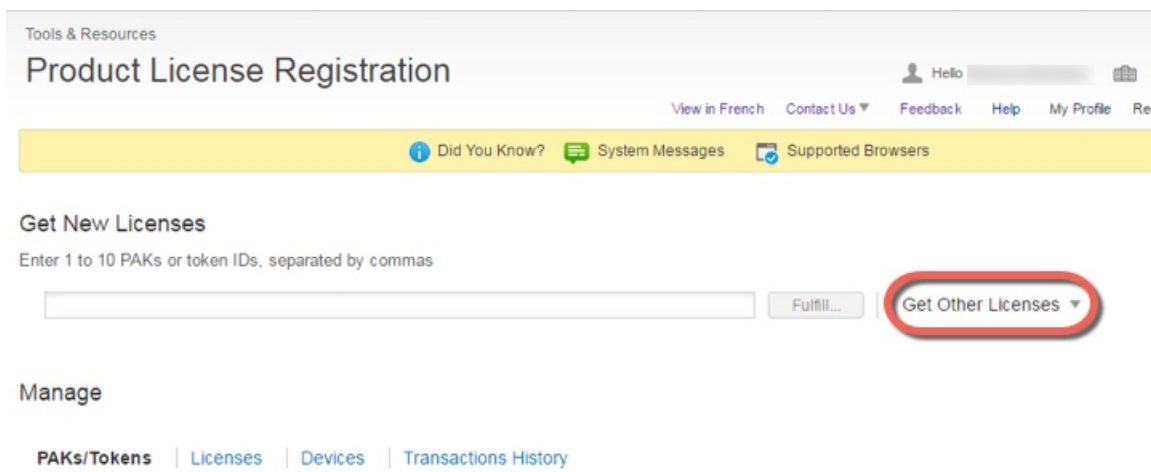 Tools & Resources
Product License Registration
Hello
View in French Contact Us Feedback Help My Profile Re
Did You Know? System Messages Supported Browsers
Get New Licenses
Enter 1 to 10 PAKs or token IDs, separated by commas
Fulfill... Get Other Licenses
Manage
PAKs/Tokens Licenses Devices Transactions History